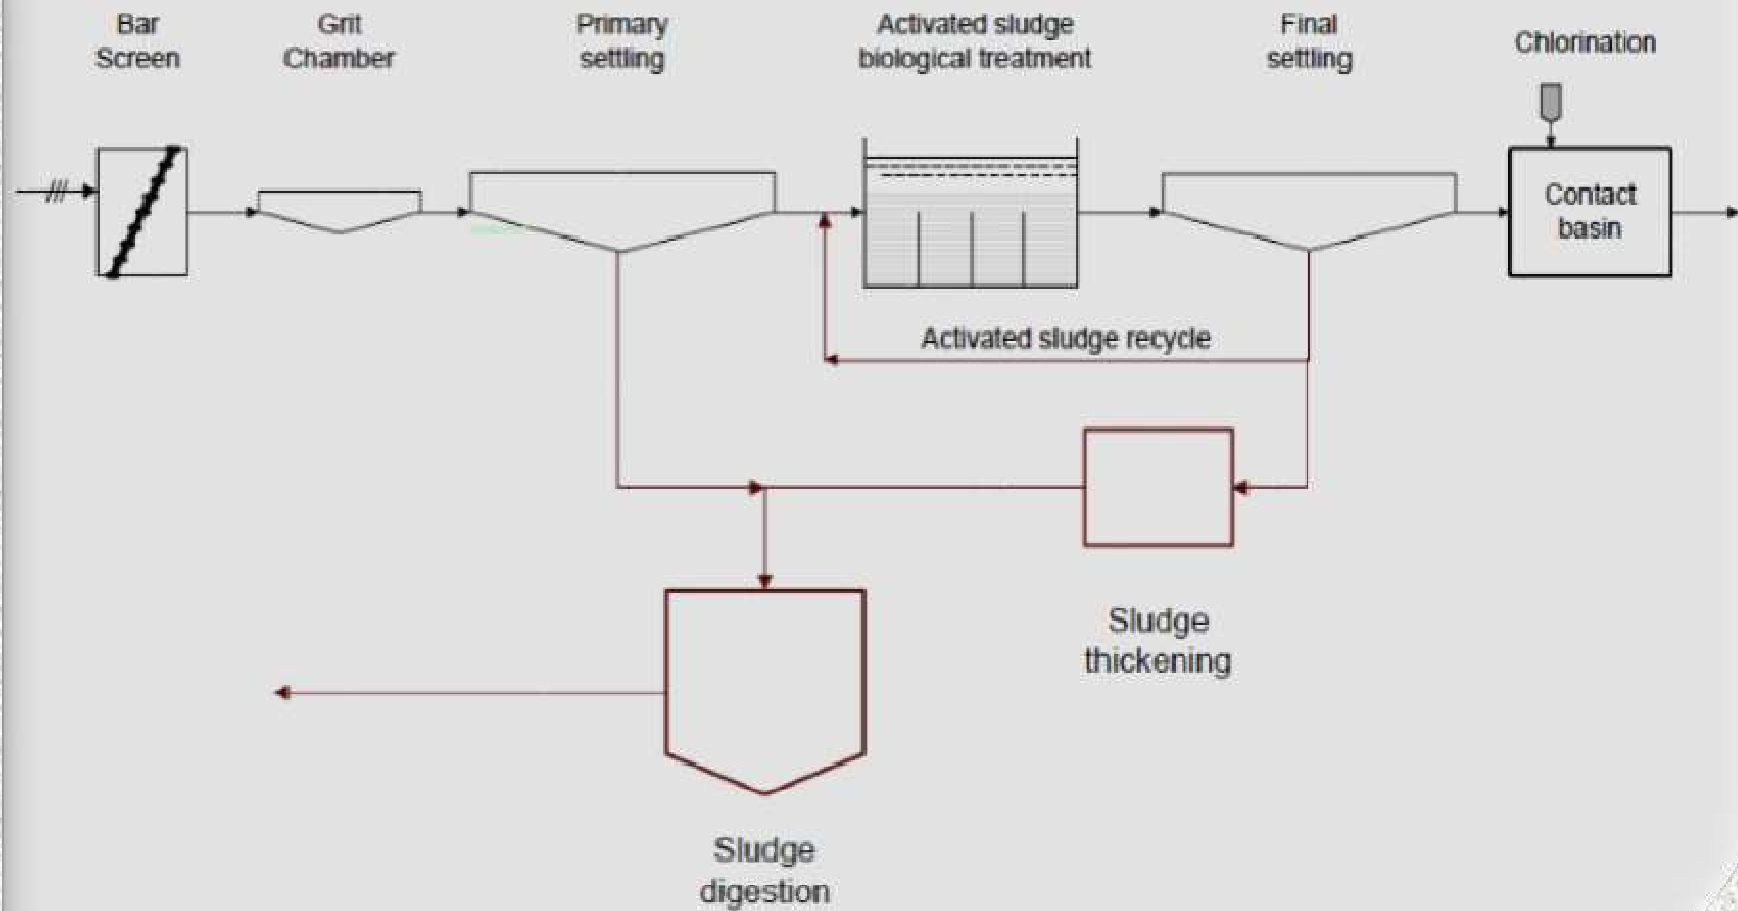 Bar
Screen
Grit
Chamber
Primary
settling
Activated sludge
biological treatment
Final
settling
Chlorination
Contact
basin
Activated sludge recycle
Sludge
thickening
Sludge
digestion